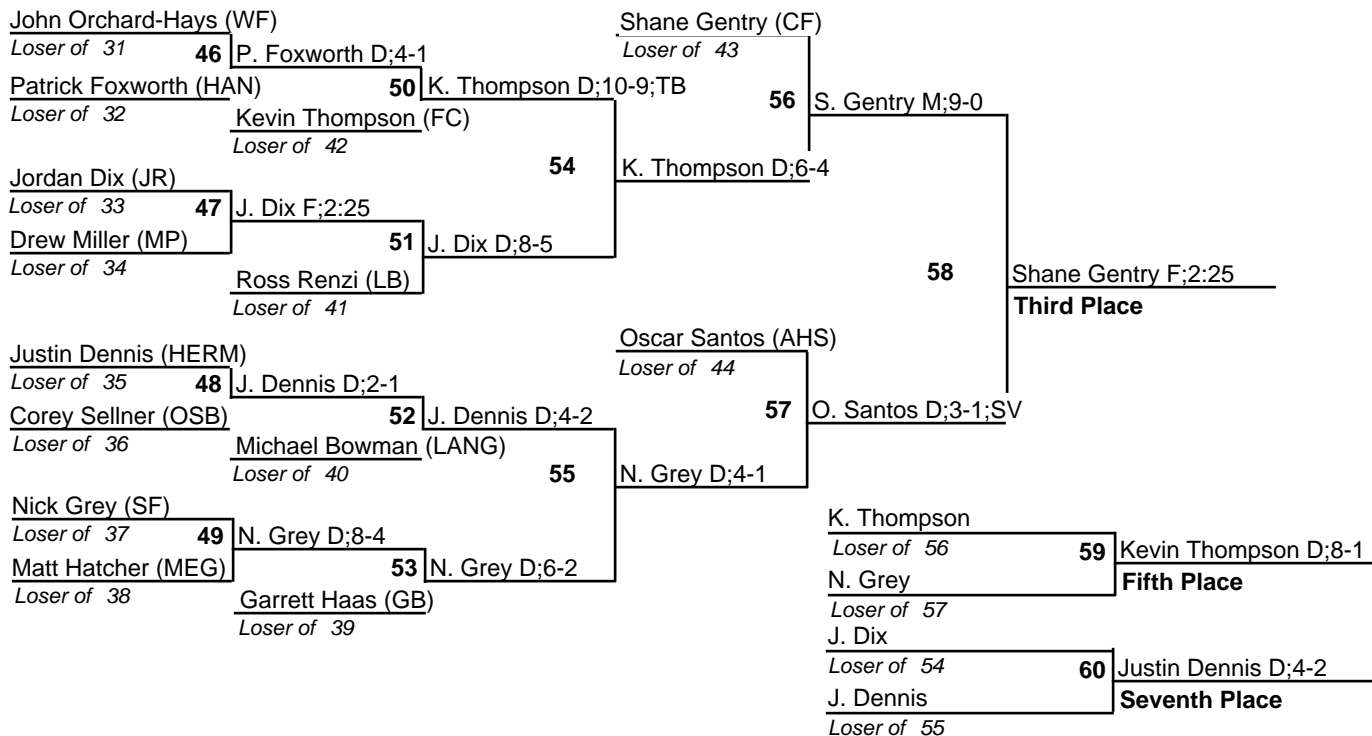 John Orchard-Hays (WF)
Loser of 31
46
P. Foxworth D;4-1
Patrick Foxworth (HAN)
Loser of 32
50
K. Thompson D;10-9;TB
Kevin Thompson (FC)
Loser of 42
Jordan Dix (JR)
Loser of 33
47
J. Dix F;2:25
Drew Miller (MP)
Loser of 34
51
J. Dix D;8-5
Ross Renzi (LB)
Loser of 41
54
K. Thompson D;6-4
Shane Gentry (CF)
Loser of 43
56
S. Gentry M;9-0
Justin Dennis (HERM)
Loser of 35
48
J. Dennis D;2-1
Corey Sellner (OSB)
Loser of 36
52
J. Dennis D;4-2
Michael Bowman (LANG)
Loser of 40
Nick Grey (SF)
Loser of 37
49
N. Grey D;8-4
Matt Hatcher (MEG)
Loser of 38
53
N. Grey D;6-2
Garrett Haas (GB)
Loser of 39
55
N. Grey D;4-1
Oscar Santos (AHS)
Loser of 44
57
O. Santos D;3-1;SV
58
Shane Gentry F;2:25
Third Place
K. Thompson
Loser of 56
59
Kevin Thompson D;8-1
N. Grey
Fifth Place
Loser of 57
J. Dix
Loser of 54
60
Justin Dennis D;4-2
J. Dennis
Seventh Place
Loser of 55